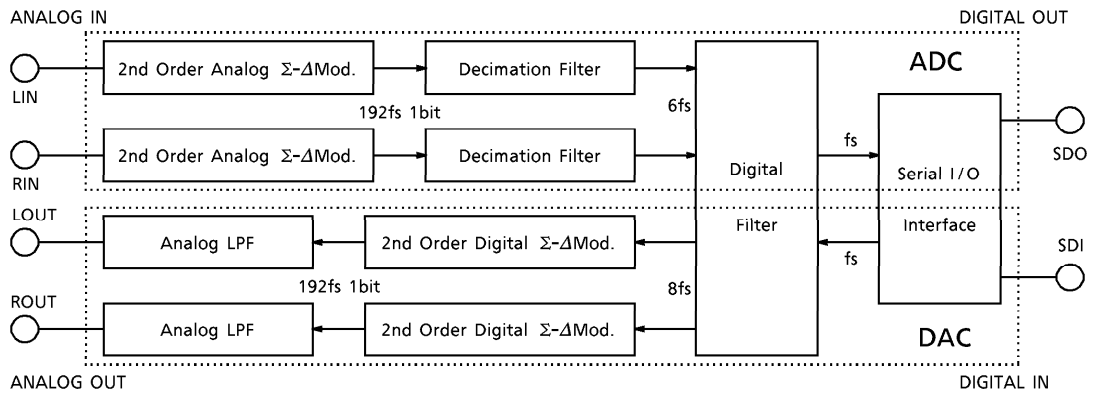 ANALOG IN
DIGITAL OUT
2nd Order Analog Σ-ΔMod.
Decimation Filter
ADC
LIN
192fs 1bit
6fs
SDO
2nd Order Analog Σ-ΔMod.
Decimation Filter
fs
RIN
Digital
Serial I/O
LOUT
Filter
Interface
Analog LPF
2nd Order Digital Σ-ΔMod.
SDI
fs
192fs 1bit
8fs
ROUT
Analog LPF
2nd Order Digital Σ-ΔMod.
DAC
ANALOG OUT
DIGITAL IN